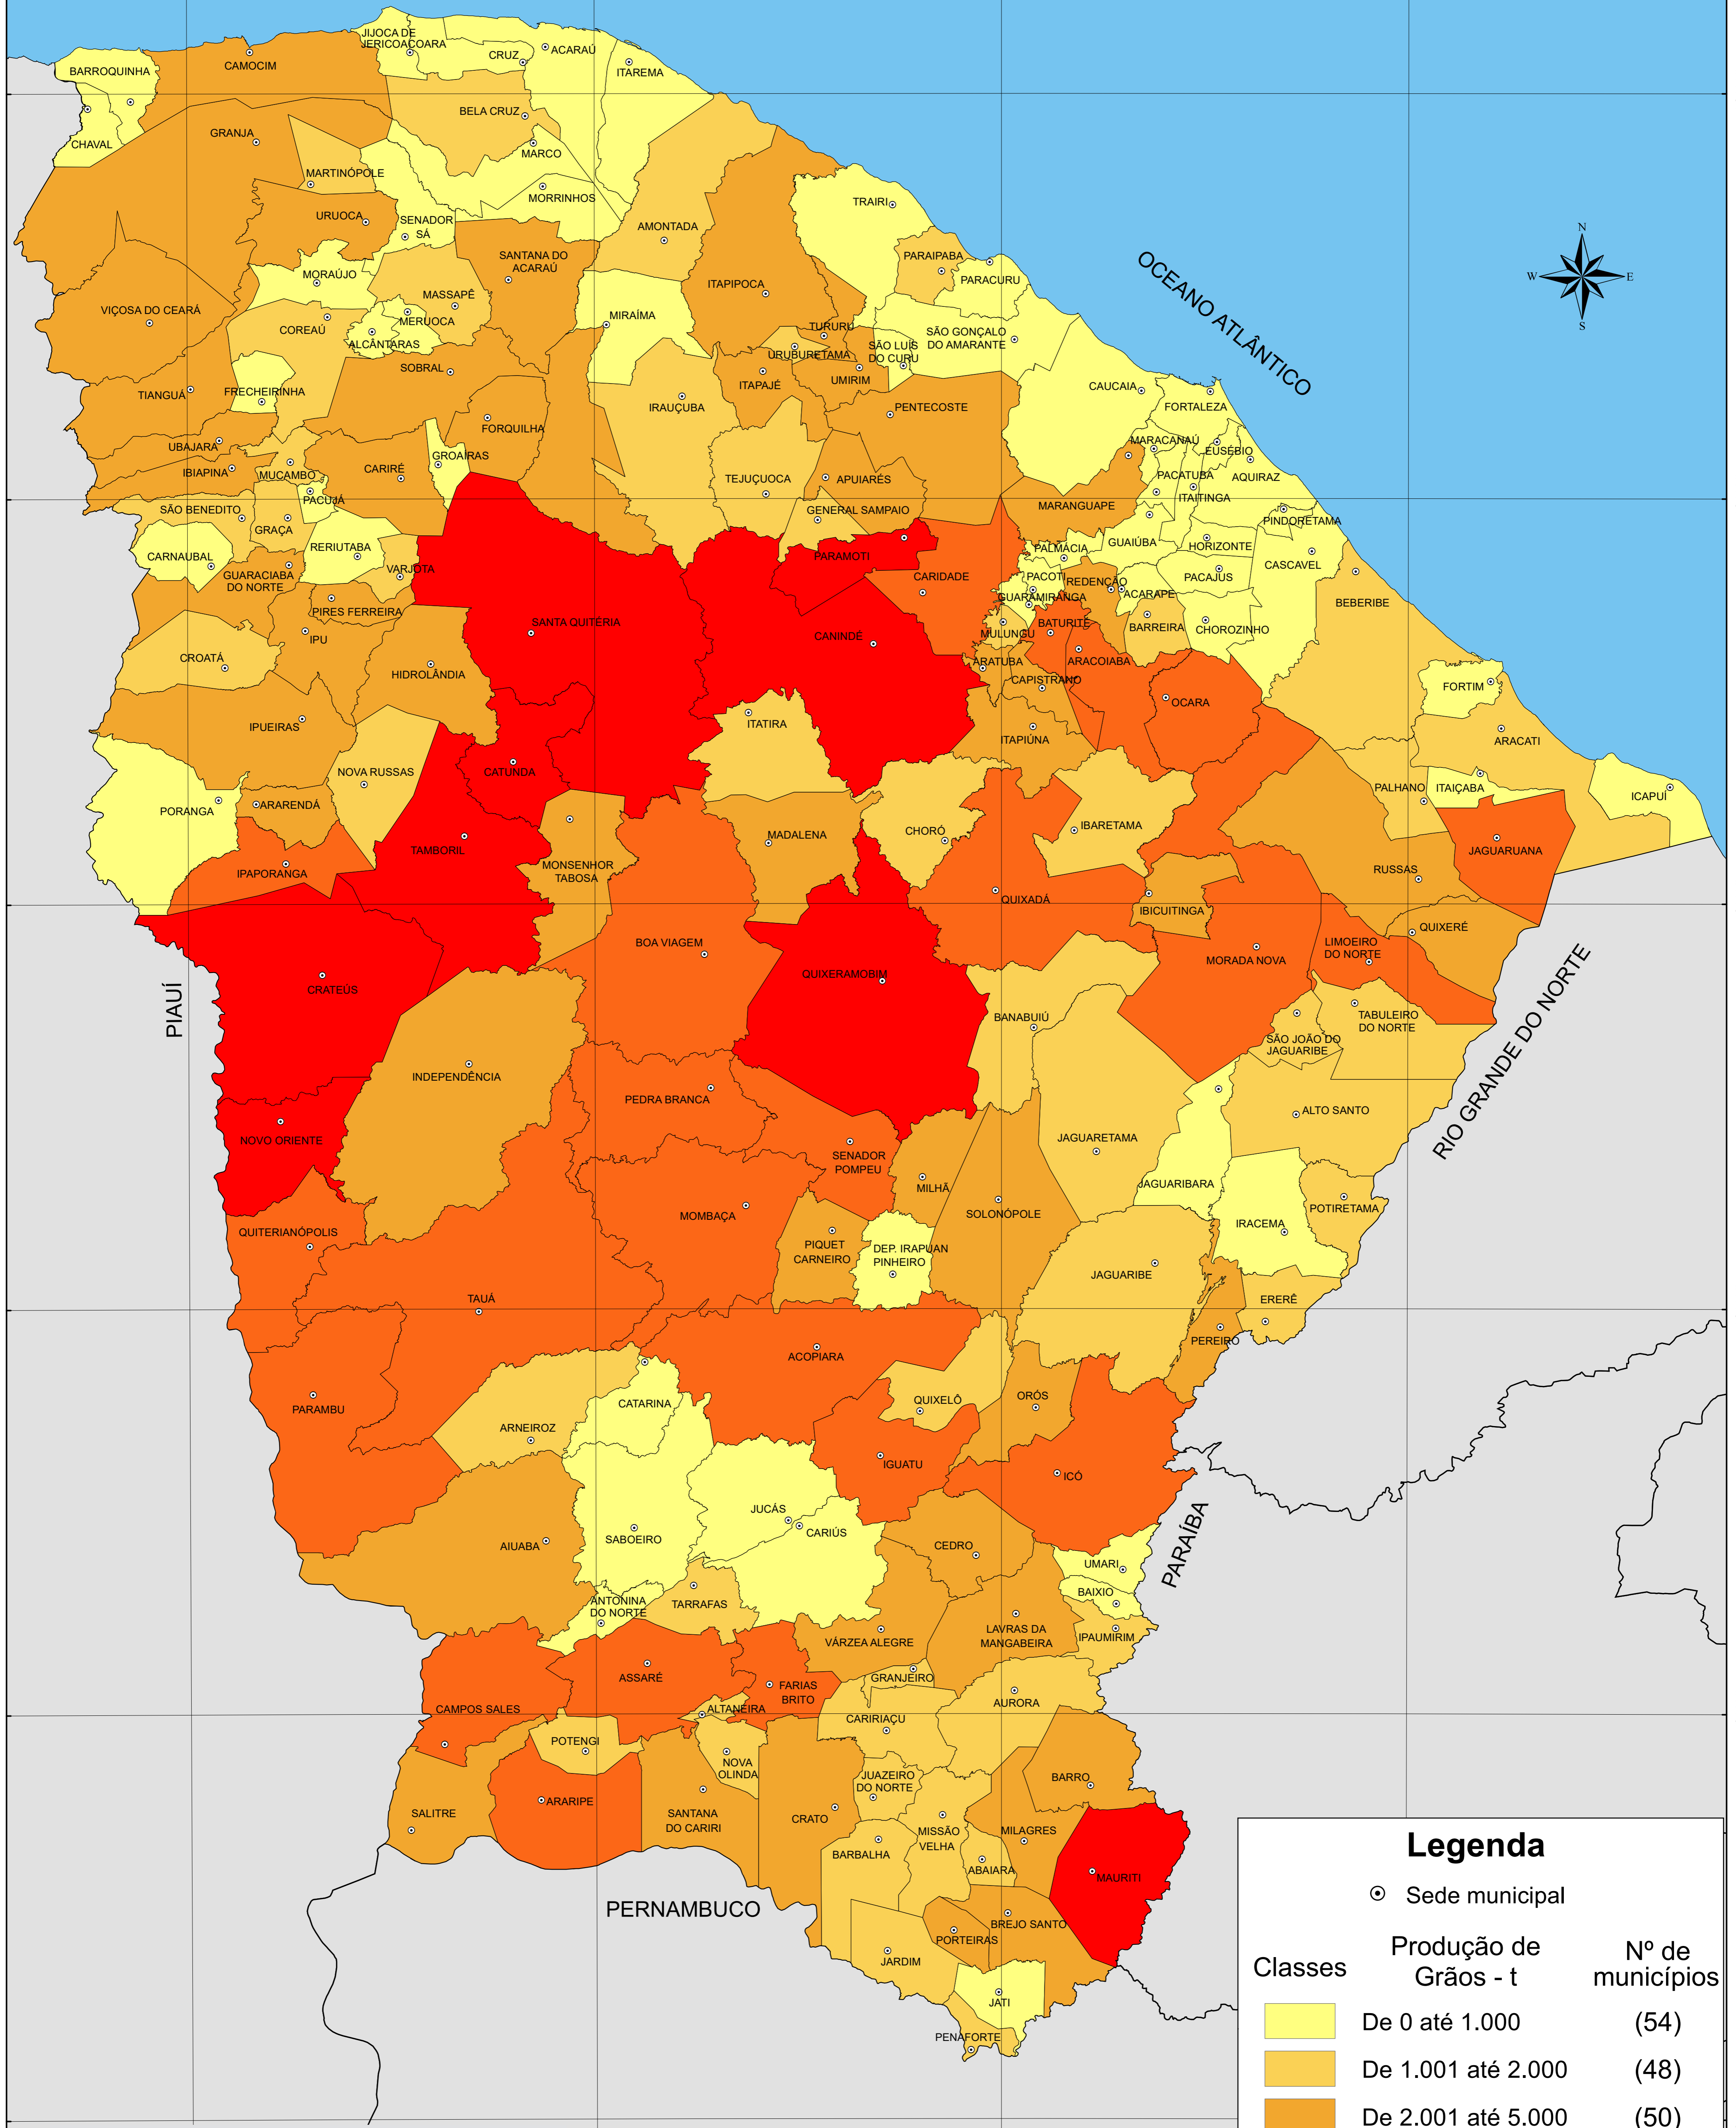 JIJOCA DE
JERICOACOARA
CRUZ
ACARAÚ
ITAREMA
BARROQUINHA
CAMOCIM
BELA CRUZ
CHAVAL
GRANJA
MARCO
MARTINÓPOLE
MORRINHOS
URUOCA
SENADOR
SÁ
AMONTADA
TRAIRI
N
W
E
S
SANTANA DO
ACARAÚ
PARAIPABA
PARACURU
OCEANO ATLÂNTICO
MORAÚJO
ITAPIPOCA
MASSAPÊ
VIÇOSA DO CEARÁ
MERUOCA
MIRAÍMA
COREAÚ
ALCÂNTARAS
TURURU
SÃO GONÇALO
DO AMARANTE
URUBURETAMA
SÃO LUÍS
DO CURU
SOBRAL
UMIRIM
ITAPAJÉ
CAUCAIA
FORTALEZA
TIANGUÁ
FRECHEIRINHA
IRAUÇUBA
PENTECOSTE
FORQUILHA
MARACANAÚ
EUSÉBIO
UBAJARA
GROAÍRAS
IBIAPINA
MUCAMBO
CARIRÉ
TEJUÇUOCA
APUIARÉS
PACATUBA
AQUIRAZ
ITAITINGA
PACUJÁ
MARANGUAPE
SÃO BENEDITO
GENERAL SAMPAIO
GRAÇA
PINDORETAMA
CARNAUBAL
RERIUTABA
PARAMOTI
PALMÁCIA
GUAIÚBA
HORIZONTE
VARJOTA
GUARACIABA
DO NORTE
CARIDADE
PACOTI
REDENÇÃO
PACAJUS
CASCAVEL
GUARAMIRANGA
ACARAPE
BEBERIBE
PIRES FERREIRA
SANTA QUITÉRIA
BATURITÉ
BARREIRA
CHOROZINHO
IPU
CANINDÉ
MULUNGU
CROATÁ
ARACOIABA
HIDROLÂNDIA
ARATUBA
CAPISTRANO
FORTIM
OCARA
IPUEIRAS
ITATIRA
ITAPIÚNA
ARACATI
NOVA RUSSAS
CATUNDA
PORANGA
ARARENDÁ
PALHANO
ITAIÇABA
ICAPUÍ
TAMBORIL
MADALENA
CHORÓ
IBARETAMA
JAGUARUANA
MONSENHOR
TABOSA
IPAPORANGA
RUSSAS
QUIXADÁ
IBICUITINGA
BOA VIAGEM
QUIXERÉ
LIMOEIRO
DO NORTE
MORADA NOVA
QUIXERAMOBIM
CRATEÚS
PIAUÍ
BANABUIÚ
TABULEIRO
DO NORTE
SÃO JOÃO DO
JAGUARIBE
RIO GRANDE DO NORTE
INDEPENDÊNCIA
PEDRA BRANCA
ALTO SANTO
NOVO ORIENTE
JAGUARETAMA
SENADOR
POMPEU
MILHÃ
JAGUARIBARA
MOMBAÇA
SOLONÓPOLE
POTIRETAMA
IRACEMA
QUITERIANÓPOLIS
PIQUET
CARNEIRO
DEP. IRAPUAN
PINHEIRO
JAGUARIBE
TAUÁ
ERERÊ
PEREIRO
ACOPIARA
PARAMBU
CATARINA
QUIXELÔ
ORÓS
ARNEIROZ
IGUATU
ICÓ
JUCÁS
CARIÚS
SABOEIRO
AIUABA
CEDRO
PARAÍBA
UMARI
BAIXIO
ANTONINA
DO NORTE
TARRAFAS
VÁRZEA ALEGRE
LAVRAS DA
MANGABEIRA
IPAUMIRIM
ASSARÉ
FARIAS
BRITO
GRANJEIRO
CAMPOS SALES
ALTANEIRA
AURORA
CARIRIAÇU
POTENGI
NOVA
OLINDA
JUAZEIRO
DO NORTE
BARRO
ARARIPE
SALITRE
SANTANA
DO CARIRI
CRATO
MISSÃO
VELHA
MILAGRES
BARBALHA
ABAIARA
MAURITI
PERNAMBUCO
BREJO SANTO
PORTEIRAS
JARDIM
JATI
PENAFORTE
Legenda
Sede municipal
Classes
Produção de
Grãos - t
Nº de
municípios
De 0 até 1.000 (54)
De 1.001 até 2.000 (48)
De 2.001 até 5.000 (50)